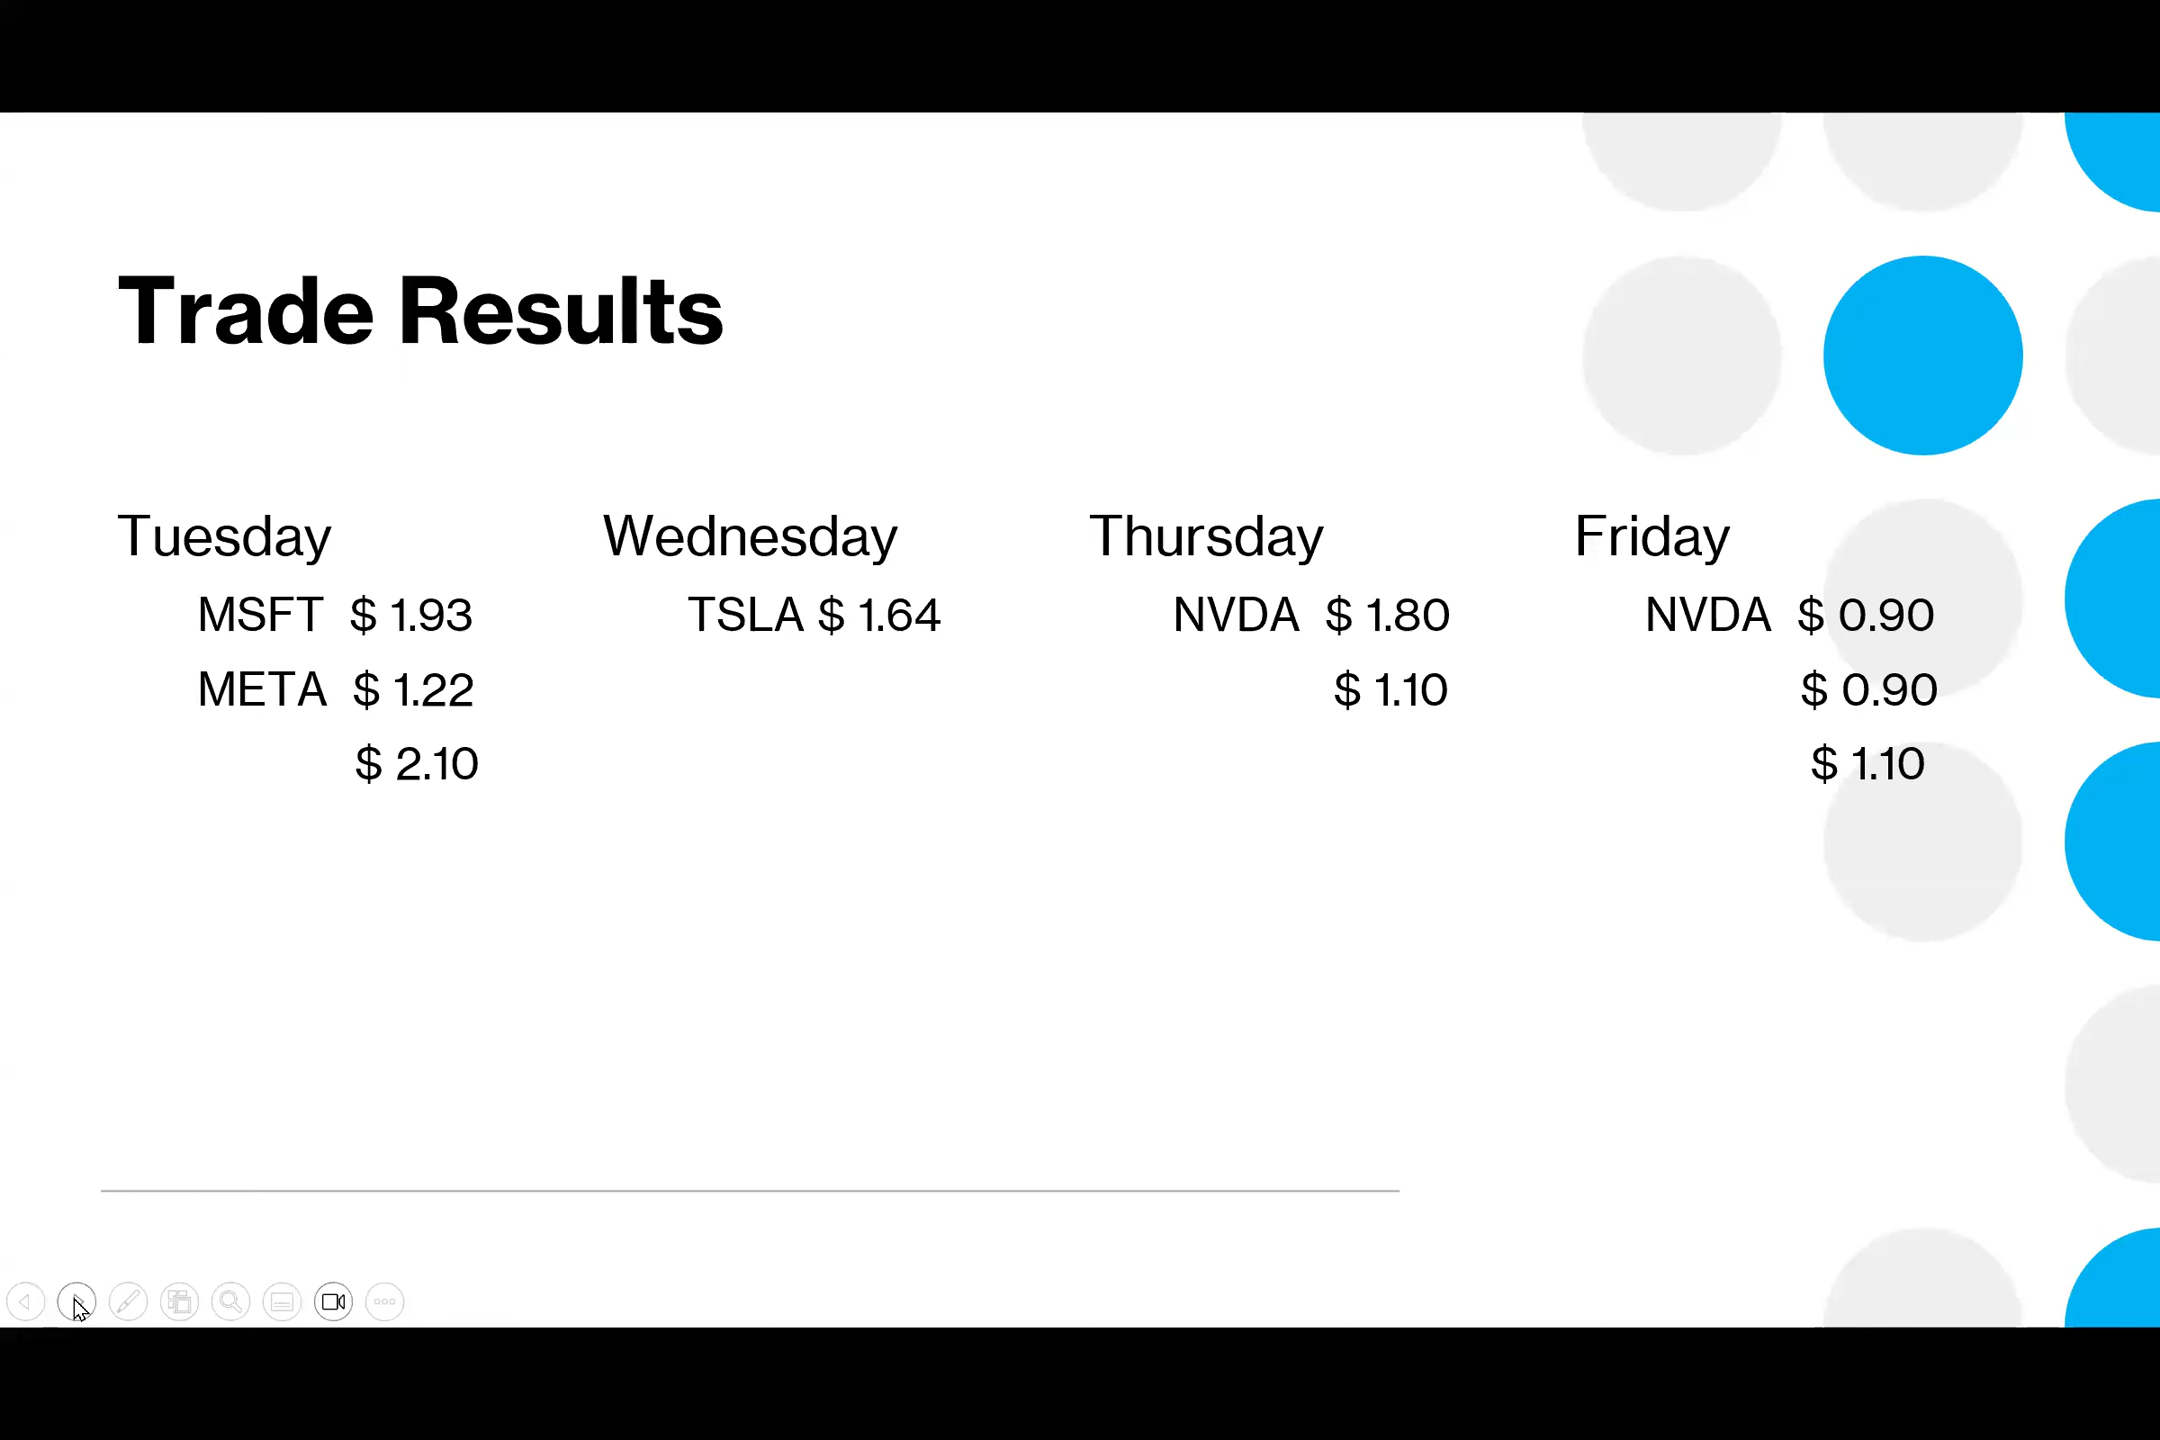 Trade Results
Tuesday
MSFT $ 1.93
META $ 1.22
$ 2.10
Wednesday
TSLA $ 1.64
Thursday
NVDA $ 1.80
$ 1.10
Friday
NVDA $ 0.90
$ 0.90
$ 1.10